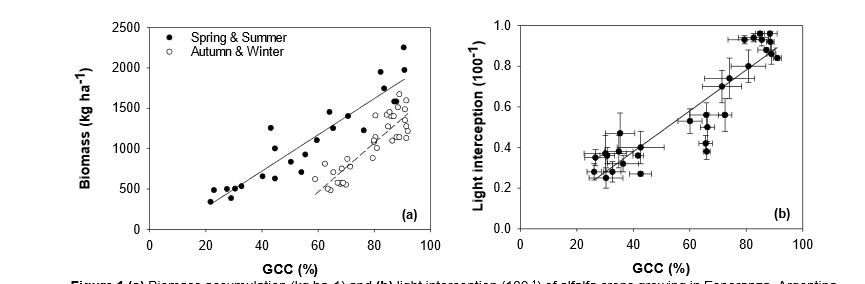 (a)
Spring & Summer
Autumn & Winter
2500
2000
1500
1000
500
0
Biomass (kg ha⁻¹)
0 20 40 60 80 100
GCC (%)
(b)
1.0
0.8
0.6
0.4
0.2
0.0
Light interception (100⁻¹)
0 20 40 60 80 100
GCC (%)
(a)
(b)
Figure 1 (a) Biomass accumulation (kg ha-1) and (b) light interception (100⁻¹) of alfalfa crops growing in Esperanza, Argentina